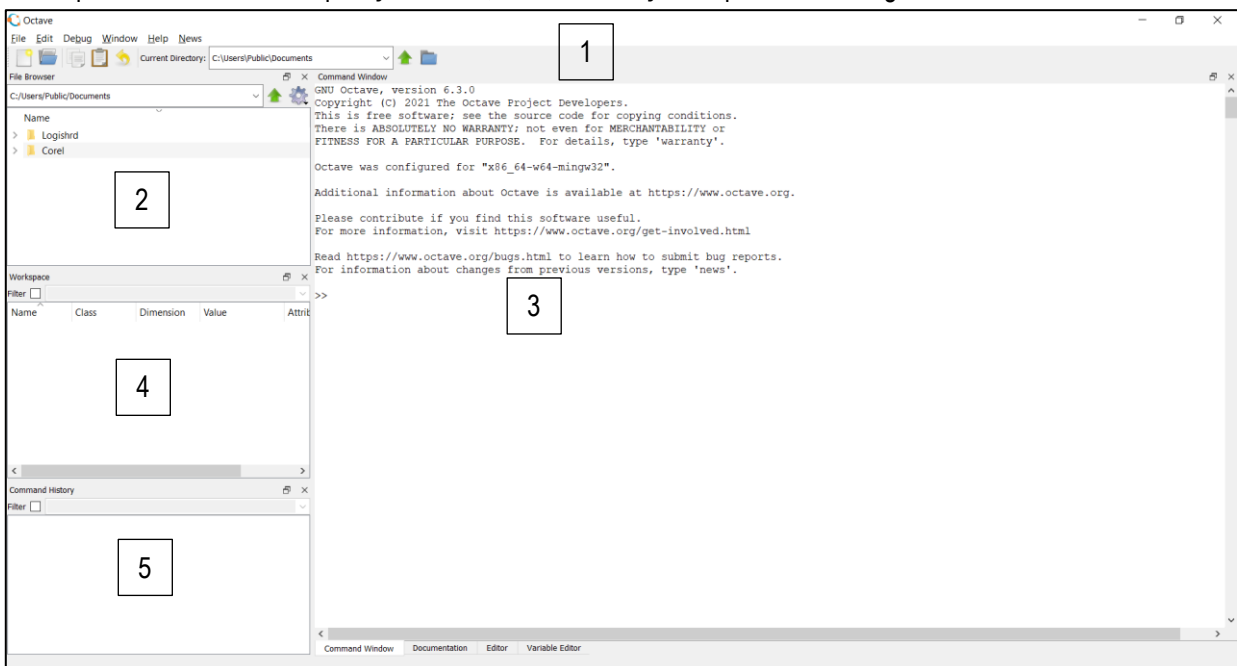 Octave
File Edit Debug Window Help News
Current Directory: C:\Users\Public\Documents
1
File Browser
C:/Users/Public/Documents
Name
Logishrd
Corel
2
Workspace
Filter
Name Class Dimension Value Attrib
4
Command History
Filter
5
Command Window
GNU Octave, version 6.3.0
Copyright (C) 2021 The Octave Project Developers.
This is free software; see the source code for copying conditions.
There is ABSOLUTELY NO WARRANTY; not even for MERCHANTABILITY or
FITNESS FOR A PARTICULAR PURPOSE.  For details, type 'warranty'.
Octave was configured for "x86_64-w64-mingw32".
Additional information about Octave is available at https://www.octave.org.
Please contribute if you find this software useful.
For more information, visit https://www.octave.org/get-involved.html
Read https://www.octave.org/bugs.html to learn how to submit bug reports.
For information about changes from previous versions, type 'news'.
>>
3
Command Window Documentation Editor Variable Editor